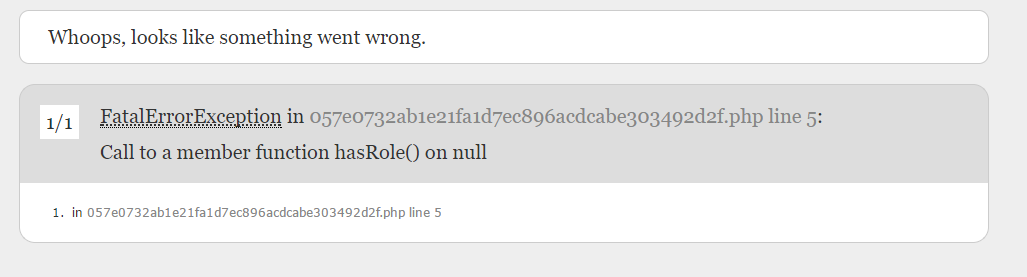 Whoops, looks like something went wrong.
1/1
FatalErrorException in 057e0732ab1e21fa1d7ec896acdcabe303492d2f.php line 5:
Call to a member function hasRole() on null
1. in 057e0732ab1e21fa1d7ec896acdcabe303492d2f.php line 5